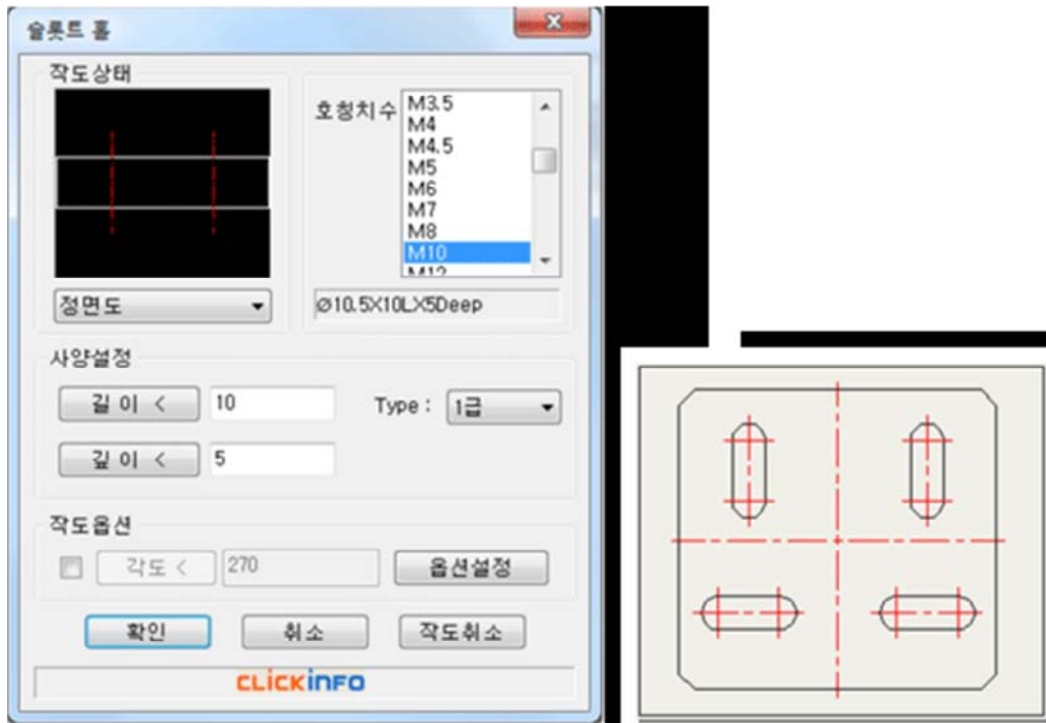 슬롯트 홀
작도상태
호칭치수
M3.5
M4
M4.5
M5
M6
M7
M8
M10
M12
정면도
Ø10.5X10LX5Deep
사양설정
길 이 < 10 Type : 1급
깊 이 < 5
작도옵션
각도 < 270 옵션설정
확인 취소 작도취소
CLICKINFO